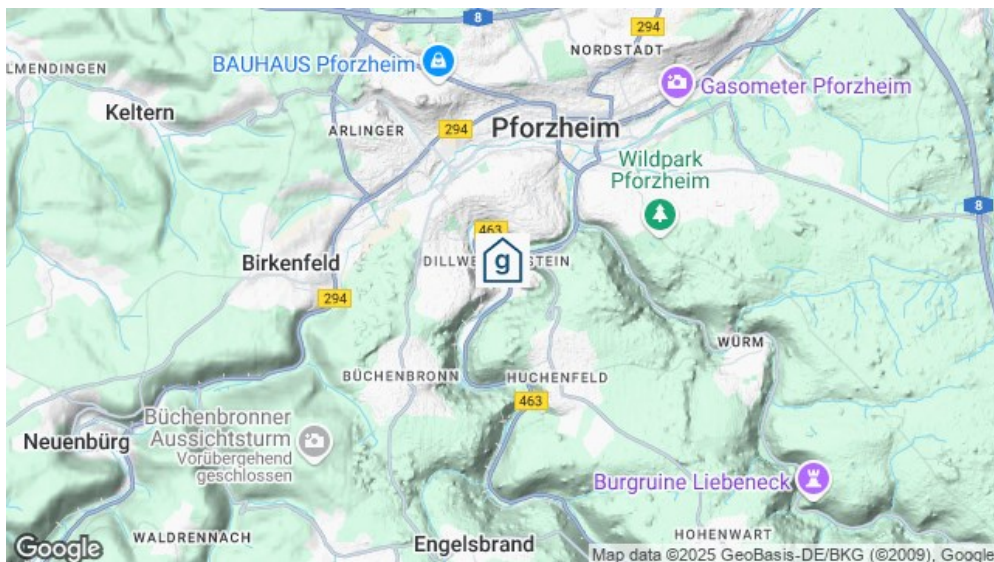 8
294
NORDSTADT
BAUHAUS Pforzheim
LMENDINGEN
Keltern
Gasometer Pforzheim
ARLINGER
294
Pforzheim
Wildpark
Pforzheim
8
463
Birkenfeld
DILLWE
STEIN
g
294
WÜRM
BÜCHENBRONN
HUCHENFELD
463
Büchenbronner
Aussichtsturm
Vorübergehend
geschlossen
Neuenbürg
Burgruine Liebeneck
WALDRENNACH
Engelsbrand
HOHENWART
Google
Map data ©2025 GeoBasis-DE/BKG (©2009), Google